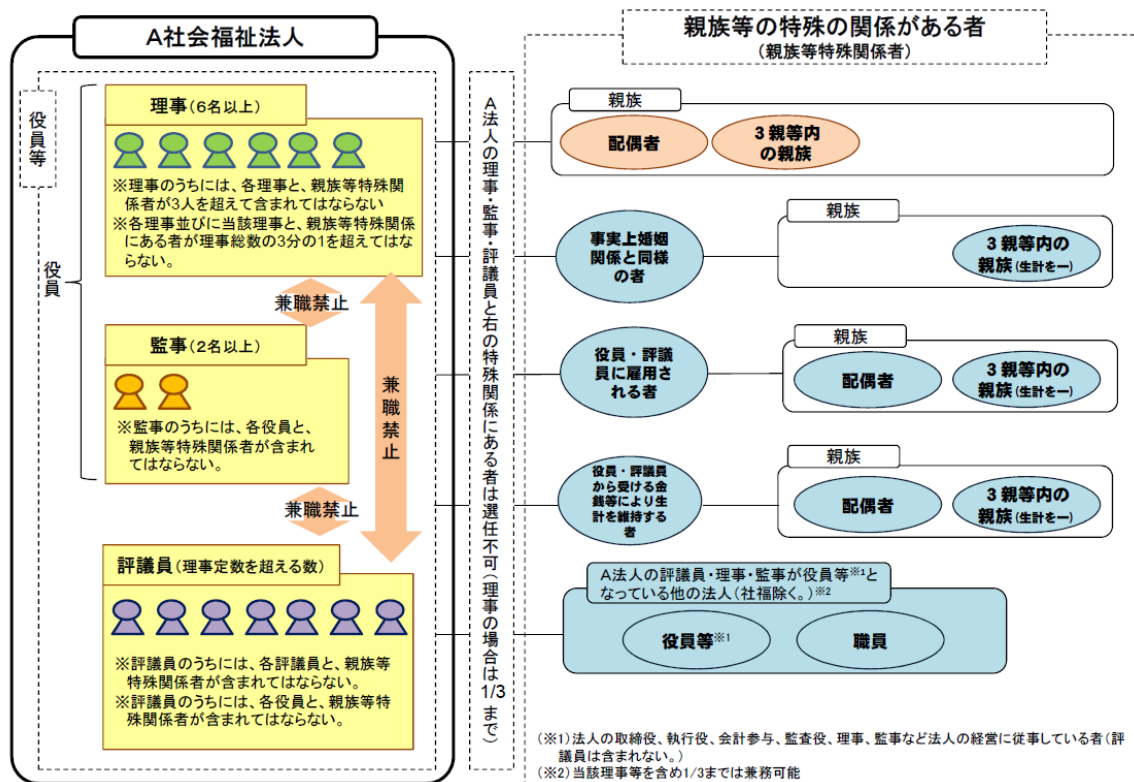 A社会福祉法人
役員等
役員
理事(6名以上)
※理事のうちには、各理事と、親族等特殊関
係者が3人を超えて含まれてはならない
※各理事並びに当該理事と、親族等特殊関係
にある者が理事総数の3分の1を超えてはな
らない。
兼職禁止
監事(2名以上)
※監事のうちには、各役員と、
親族等特殊関係者が含まれ
てはならない。
兼職禁止
兼職禁止
評議員(理事定数を超える数)
※評議員のうちには、各評議員と、親族等
特殊関係者が含まれてはならない。
※評議員のうちには、各役員と、親族等特
殊関係者が含まれてはならない。
A法人の理事・監事・評議員と右の特殊関係にある者は選任不可(理事の場合は1/3まで)
親族等の特殊の関係がある者
(親族等特殊関係者)
親族
配偶者
3親等内
の親族
事実上婚姻
関係と同様
の者
親族
3親等内の
親族(生計を一)
役員・評議
員に雇用さ
れる者
親族
配偶者
3親等内の
親族(生計を一)
役員・評議員
から受ける金
銭等により生
計を維持する
者
親族
配偶者
3親等内の
親族(生計を一)
A法人の評議員・理事・監事が役員等※1と
なっている他の法人(社福除く。)※2
役員等※1
職員
(※1)法人の取締役、執行役、会計参与、監査役、理事、監事など法人の経営に従事している者(評
議員は含まれない。)
(※2)当該理事等を含め1/3までは兼務可能